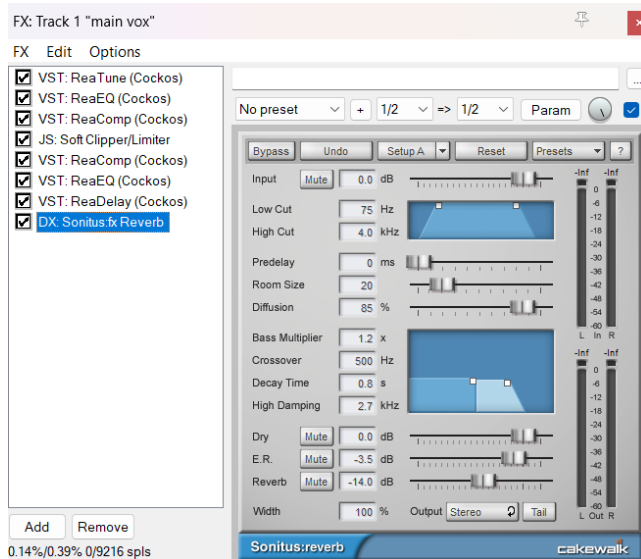 FX: Track 1 "main vox"
FX Edit Options
VST: ReaTune (Cockos)
VST: ReaEQ (Cockos)
VST: ReaComp (Cockos)
JS: Soft Clipper/Limiter
VST: ReaComp (Cockos)
VST: ReaEQ (Cockos)
VST: ReaDelay (Cockos)
DX: Sonitus:fx Reverb
Add Remove
0.14%/0.39% 0/9216 spls
...
No preset + 1/2 => 1/2 Param
Bypass Undo Setup A Reset Presets ?
Input Mute 0.0 dB
Low Cut 75 Hz
High Cut 4.0 kHz
Predelay 0 ms
Room Size 20
Diffusion 85 %
Bass Multiplier 1.2 x
Crossover 500 Hz
Decay Time 0.8 s
High Damping 2.7 kHz
Dry Mute 0.0 dB
E.R. Mute -3.5 dB
Reverb Mute -14.0 dB
Width 100 % Output Stereo Tail
-Inf -Inf
0
-6
-12
-18
-24
-30
-36
-42
-48
-54
-60
L In R
-Inf -Inf
0
-6
-12
-18
-24
-30
-36
-42
-48
-54
-60
L Out R
Sonitus:reverb cakewalk